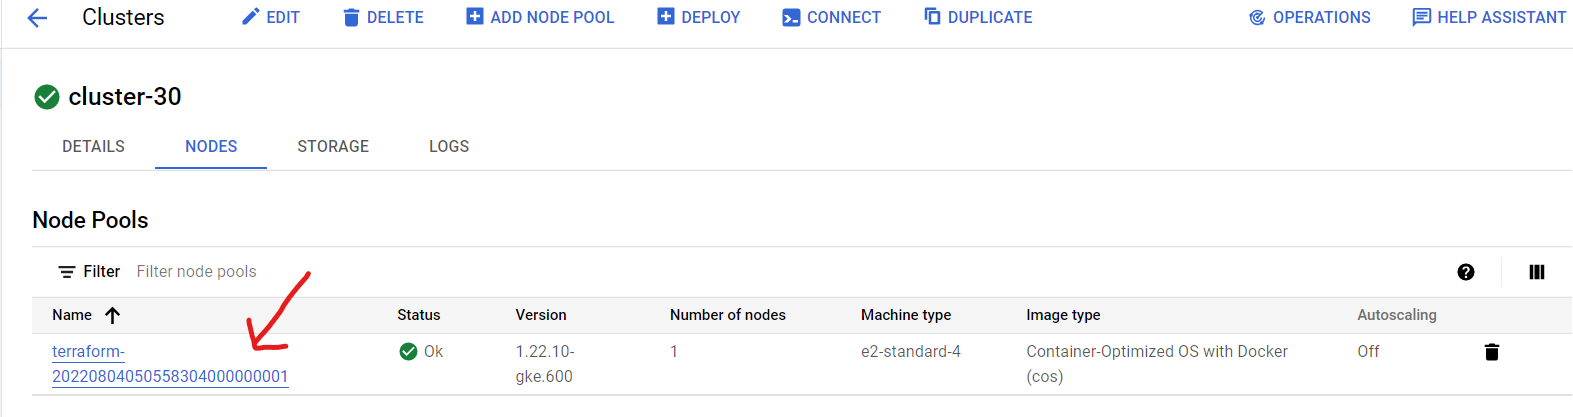 Clusters EDIT DELETE ADD NODE POOL DEPLOY CONNECT DUPLICATE OPERATIONS HELP ASSISTANT
cluster-30
DETAILS NODES STORAGE LOGS
Node Pools
Filter Filter node pools
Name Status Version Number of nodes Machine type Image type Autoscaling
terraform- Ok 1.22.10- 1 e2-standard-4 Container-Optimized OS with Docker Off
20220804050558304000000001 gke.600 (cos)